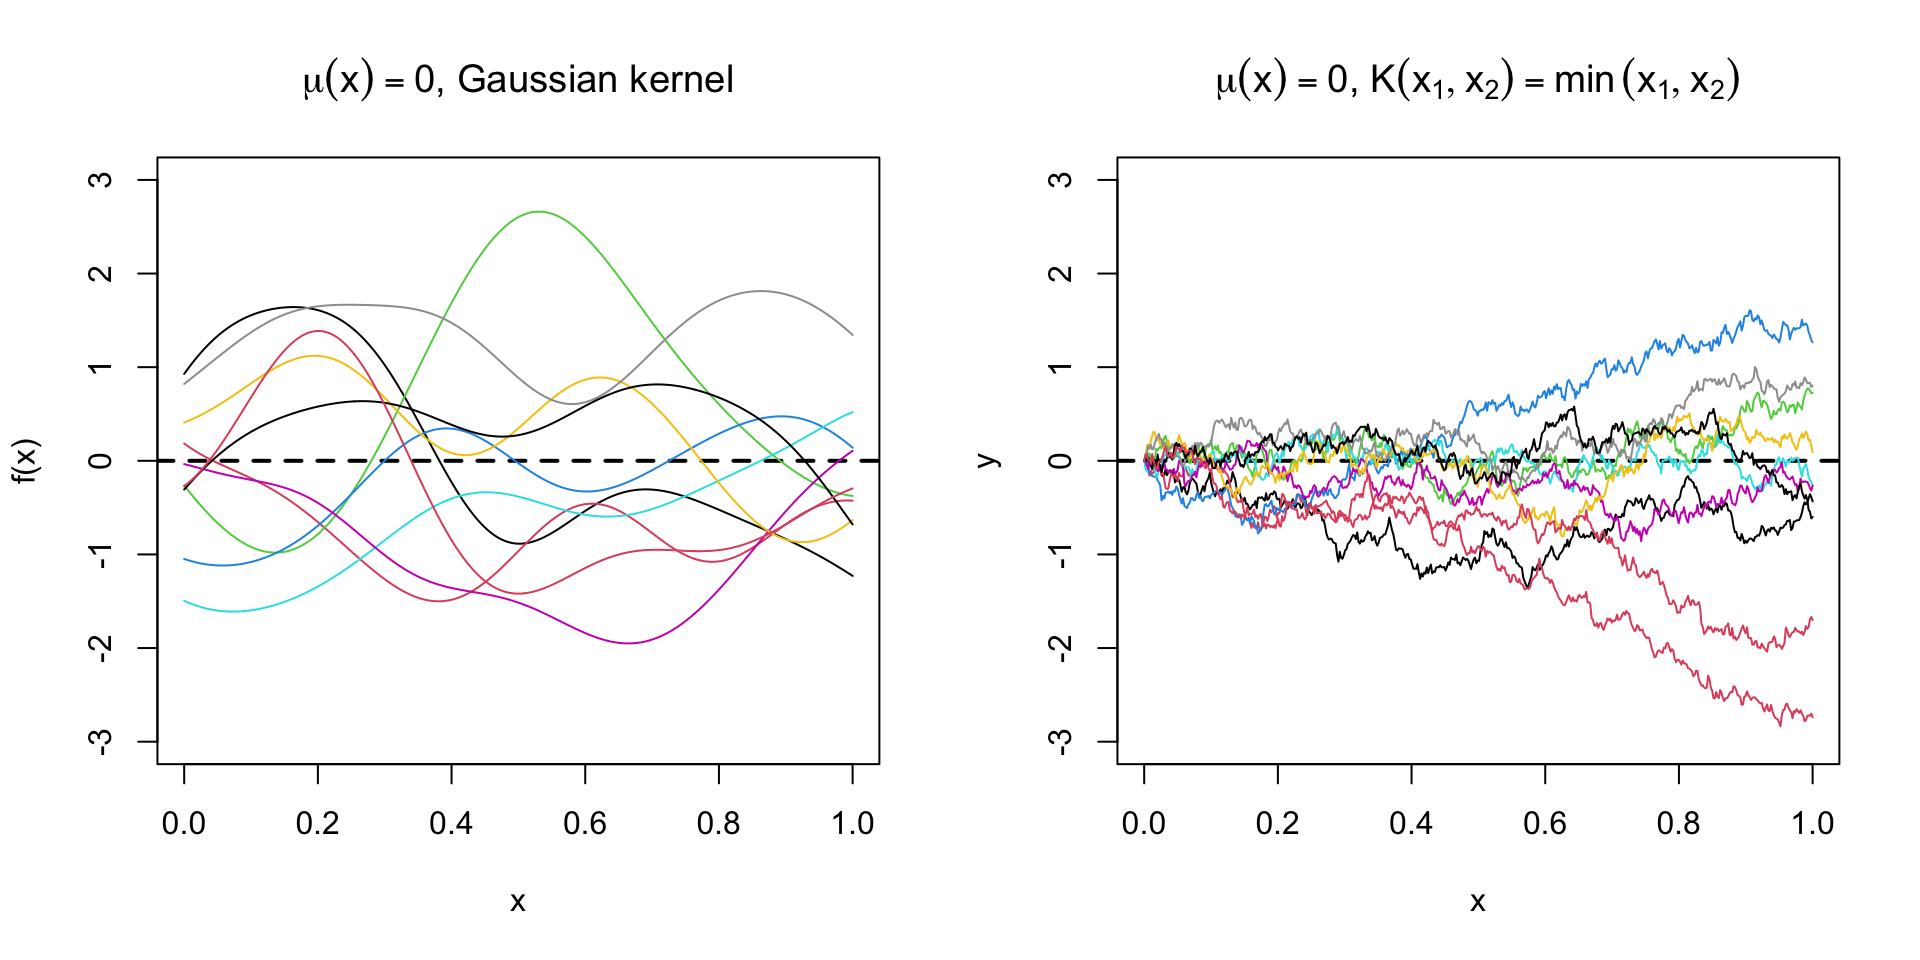 μ(x) = 0, Gaussian kernel
f(x)
3
2
1
0
-1
-2
-3
0.0 0.2 0.4 0.6 0.8 1.0
x
μ(x) = 0, K(x₁, x₂) = min (x₁, x₂)
y
3
2
1
0
-1
-2
-3
0.0 0.2 0.4 0.6 0.8 1.0
x